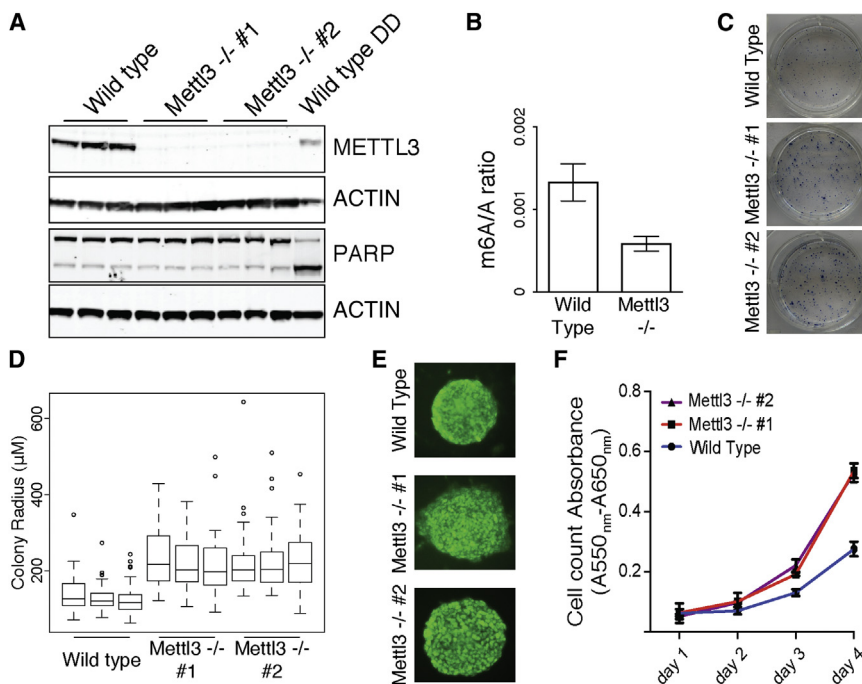 A
Wild type
Mettl3 -/- #1
Mettl3 -/- #2
Wild type DD
METTL3
ACTIN
PARP
ACTIN
B
m6A/A ratio
0.002
0.001
0
Wild
Type
Mettl3
-/-
C
Wild Type
Mettl3 -/- #1
Mettl3 -/- #2
D
Colony Radius (µM)
600
400
200
Wild type
Mettl3 -/-
#1
Mettl3 -/-
#2
E
Wild Type
Mettl3 -/- #1
Mettl3 -/- #2
F
Cell count Absorbance
(A550nm-A650nm)
0.8
0.6
0.4
0.2
Mettl3 -/- #2
Mettl3 -/- #1
Wild Type
day 1
day 2
day 3
day 4